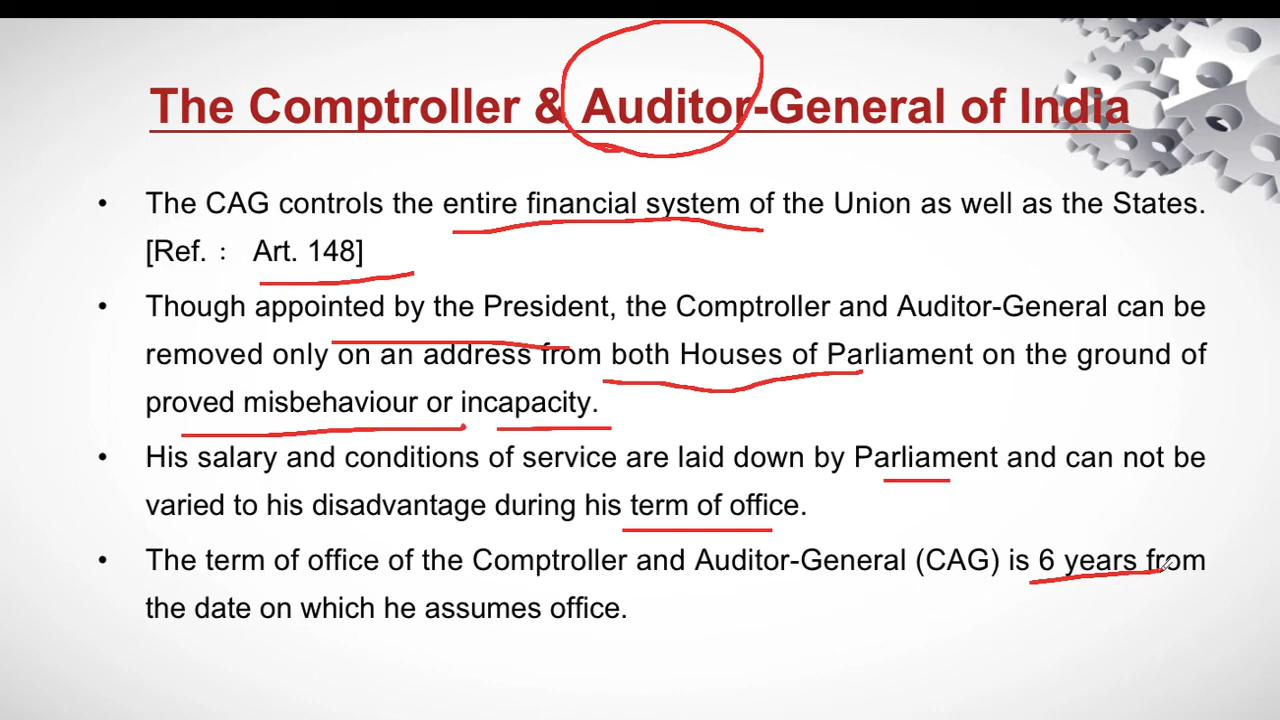 The Comptroller & Auditor-General of India
• The CAG controls the entire financial system of the Union as well as the States.
[Ref. : Art. 148]
• Though appointed by the President, the Comptroller and Auditor-General can be
removed only on an address from both Houses of Parliament on the ground of
proved misbehaviour or incapacity.
• His salary and conditions of service are laid down by Parliament and can not be
varied to his disadvantage during his term of office.
• The term of office of the Comptroller and Auditor-General (CAG) is 6 years from
the date on which he assumes office.